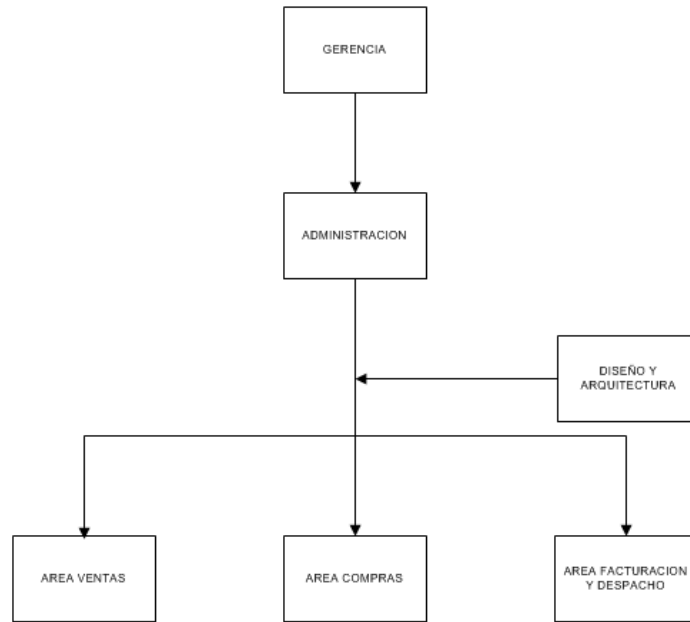 GERENCIA
ADMINISTRACION
DISEÑO Y
ARQUITECTURA
AREA VENTAS
AREA COMPRAS
AREA FACTURACION
Y DESPACHO